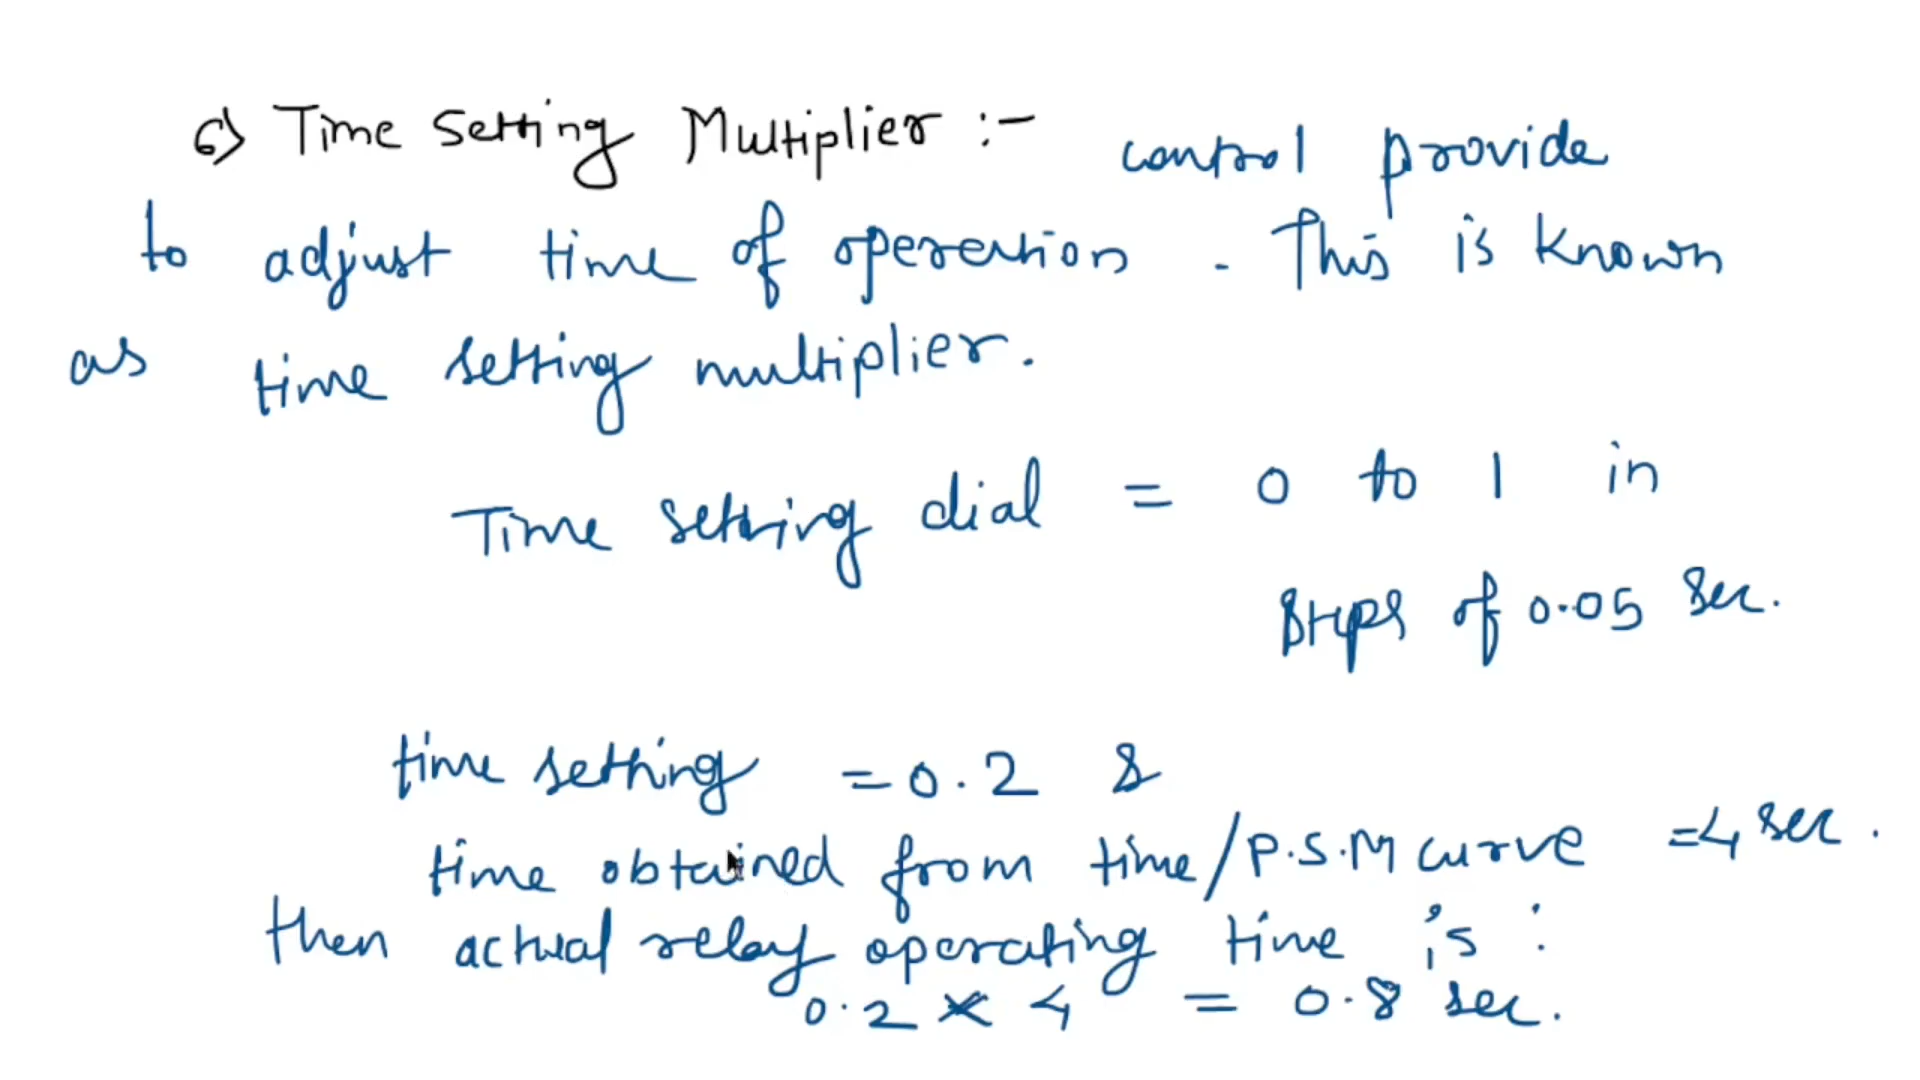 6) Time Setting Multiplier :- control provide
to adjust time of operation . This is known
as time setting multiplier.
Time setting dial = 0 to 1 in
steps of 0.05 sec.
time setting = 0.2 &
time obtained from time/P.S.M curve = 4 sec.
then actual relay operating time is :
0.2 × 4 = 0.8 sec.